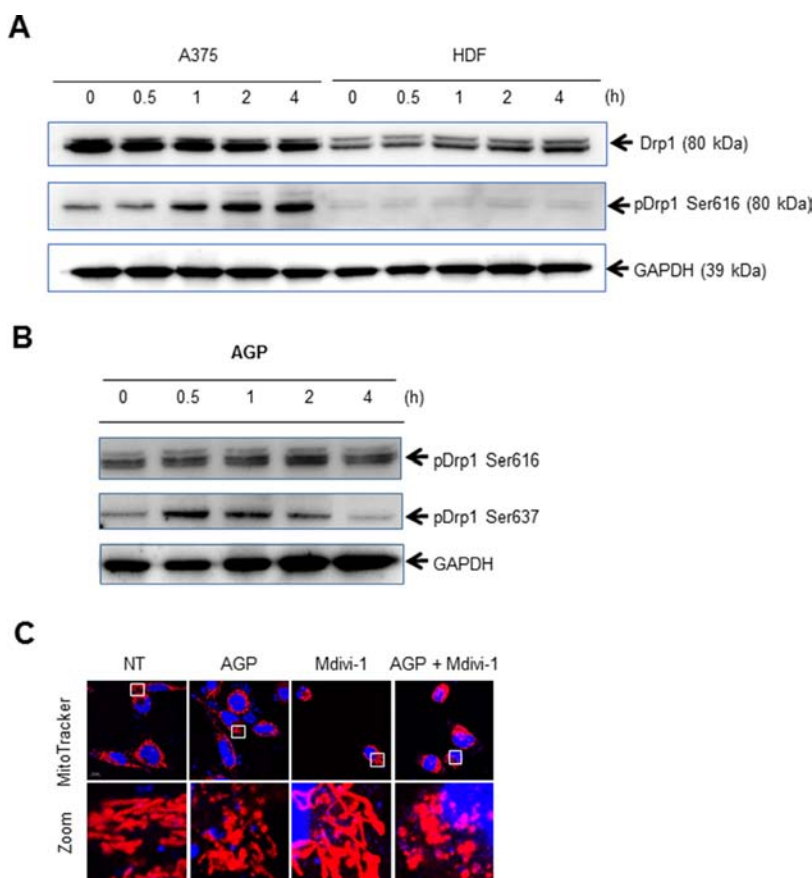 A
A375 HDF
0 0.5 1 2 4 0 0.5 1 2 4 (h)
Drp1 (80 kDa)
pDrp1 Ser616 (80 kDa)
GAPDH (39 kDa)
B
AGP
0 0.5 1 2 4 (h)
pDrp1 Ser616
pDrp1 Ser637
GAPDH
C
NT AGP Mdivi-1 AGP + Mdivi-1
MitoTracker
Zoom